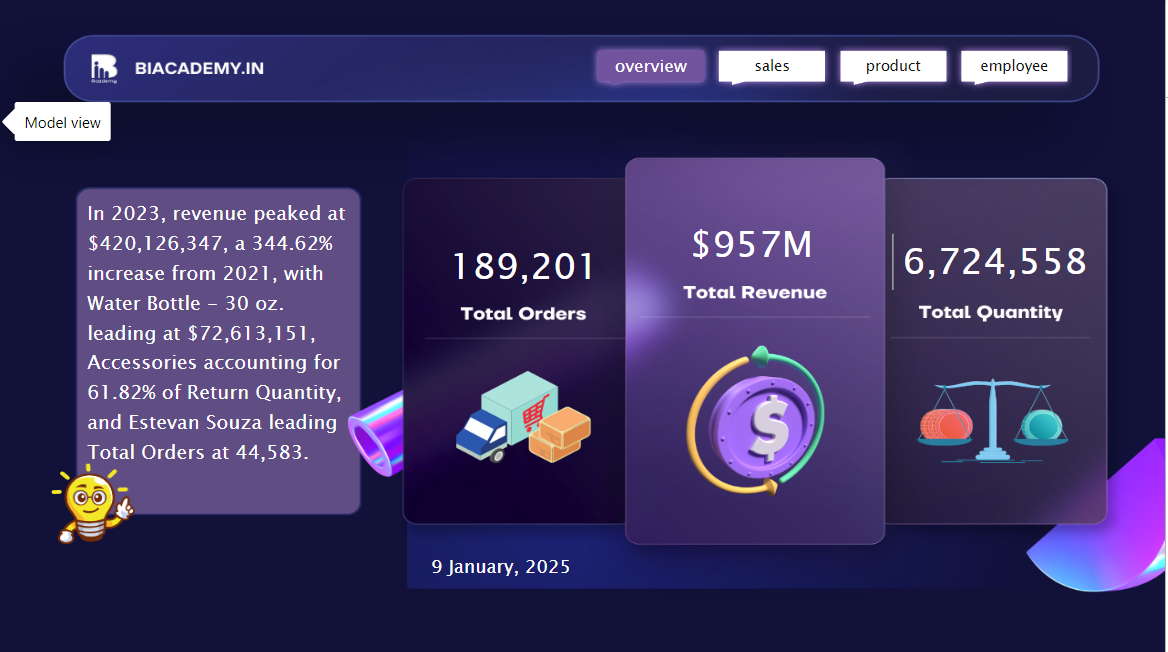 BIACADEMY.IN
Academy
overview
sales
product
employee
Model view
In 2023, revenue peaked at
$420,126,347, a 344.62%
increase from 2021, with
Water Bottle - 30 oz.
leading at $72,613,151,
Accessories accounting for
61.82% of Return Quantity,
and Estevan Souza leading
Total Orders at 44,583.
189,201
Total Orders
$957M
Total Revenue
6,724,558
Total Quantity
$
9 January, 2025